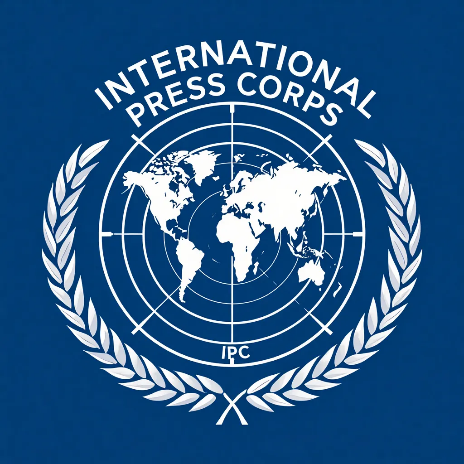 INTERNATIONAL
PRESS CORPS
IPC